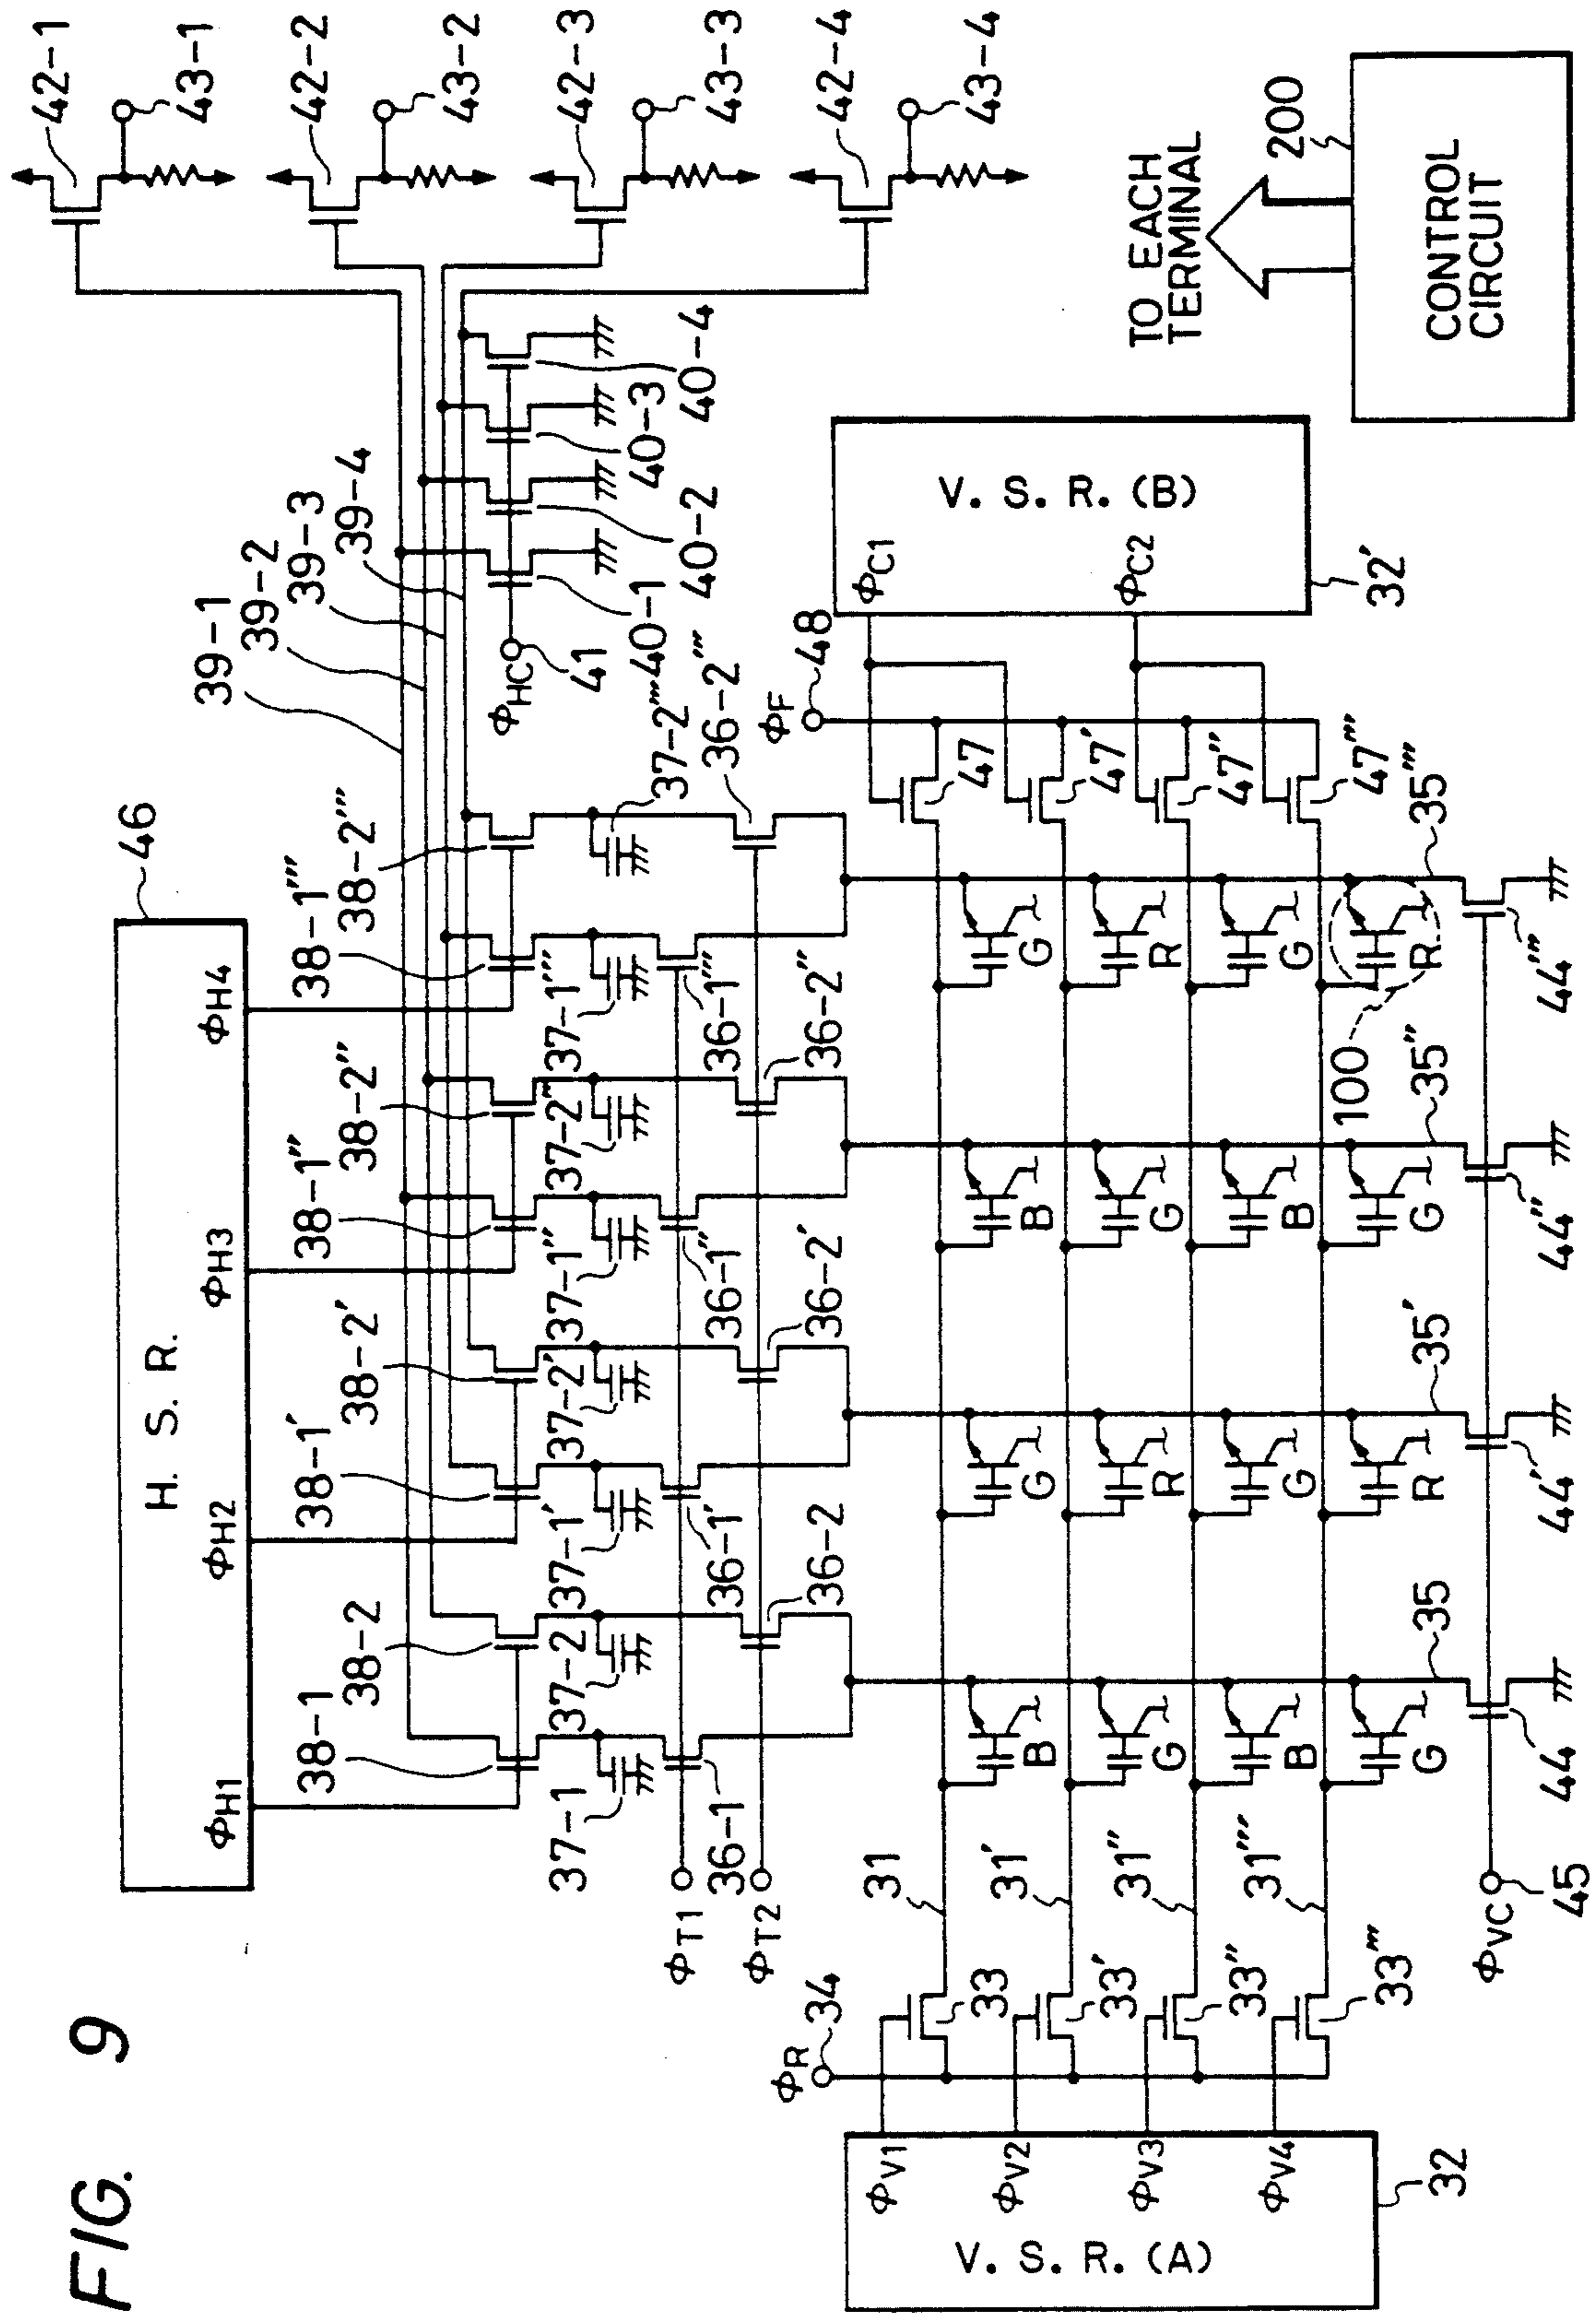 FIG. 9
46
H. S. R.
ΦH1
ΦH2
ΦH3
ΦH4
38-1
38-2
38-1'
38-2'
38-1''
38-2''
38-1'''
38-2'''
39-1
39-2
39-3
39-4
42-1
43-1
42-2
43-2
42-3
43-3
42-4
43-4
37-1
37-2
37-1'
37-2'
37-1''
37-2''
37-1'''
37-2'''
40-1
40-2
40-3
40-4
ΦHC
41
ΦT1
ΦT2
36-1
36-2
36-1'
36-2'
36-1''
36-2''
36-1'''
36-2'''
TO EACH
TERMINAL
200
CONTROL
CIRCUIT
ΦR
34
ΦF
48
V. S. R. (A)
32
ΦV1
ΦV2
ΦV3
ΦV4
33
33'
33''
33'''
31
31'
31''
31'''
B G B G
G R G R
B G B G
G R G R
47
47'
47''
47'''
V. S. R. (B)
ΦC1
ΦC2
32'
100
35
35'
35''
35'''
ΦVC
45
44
44'
44''
44'''